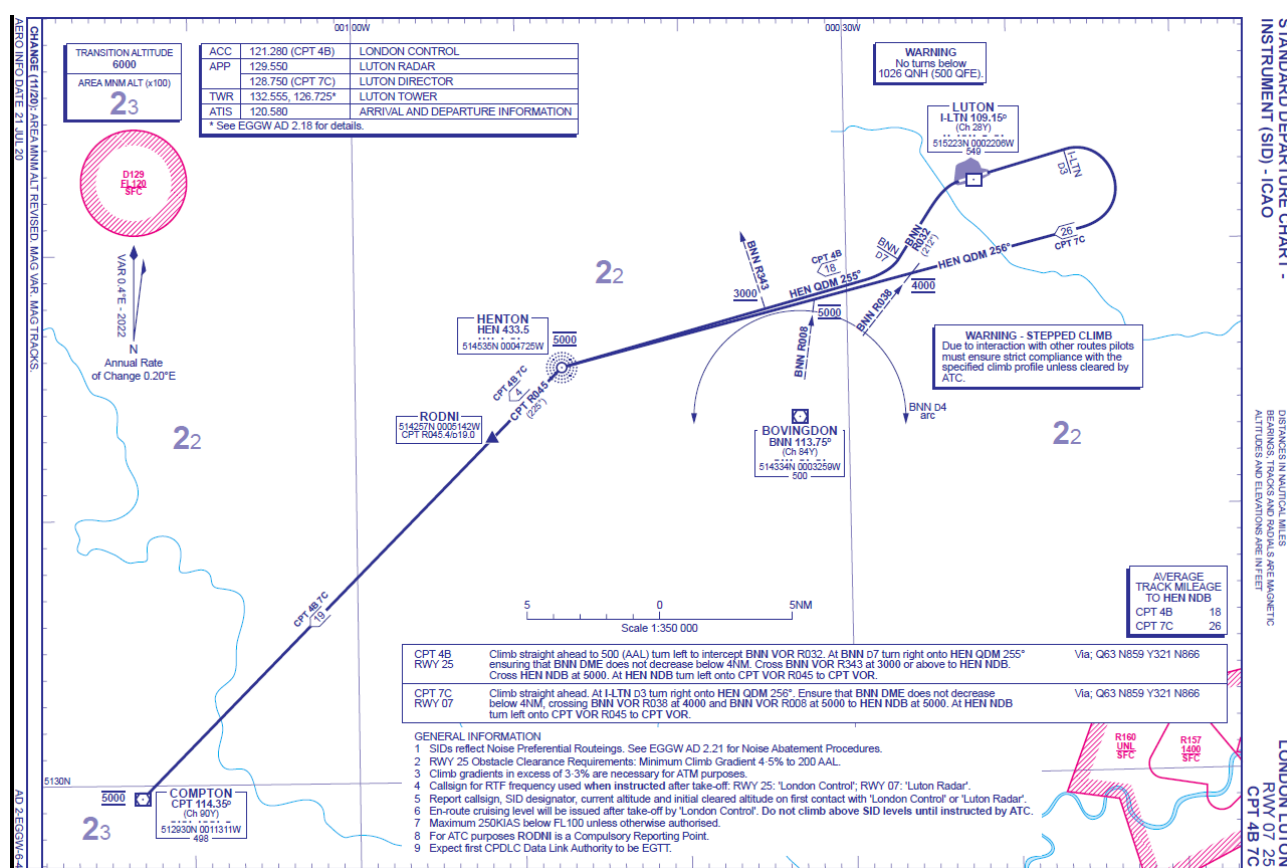 STANDARD DEPARTURE CHART -
INSTRUMENT (SID) - ICAO
DISTANCES IN NAUTICAL MILES
BEARINGS, TRACKS AND RADIALS ARE MAGNETIC
ALTITUDES AND ELEVATIONS ARE IN FEET
LONDON LUTON
RWY 07 25
CPT 4B 7C
001 00W
000 30W
TRANSITION ALTITUDE
6000
AREA MNM ALT (x100)
23
ACC 121.280 (CPT 4B) LONDON CONTROL
APP 129.550 LUTON RADAR
128.750 (CPT 7C) LUTON DIRECTOR
TWR 132.555, 126.725* LUTON TOWER
ATIS 120.580 ARRIVAL AND DEPARTURE INFORMATION
* See EGGW AD 2.18 for details.
WARNING
No turns below
1026 QNH (500 QFE).
LUTON
I-LTN 109.15º
(Ch 28Y)
515223N 0002206W
549
I-LTN
D3
26
CPT 7C
D129
FL120
SFC
VAR 0.4°E - 2022
N
Annual Rate
of Change 0.20°E
22
BNN R343
3000
CPT 4B
18
HEN QDM 255°
BNN
D7
BNN
R032
(212°)
HEN QDM 256°
4000
BNN R038
5000
BNN R008
HENTON
HEN 433.5
514535N 0004725W
5000
WARNING - STEPPED CLIMB
Due to interaction with other routes pilots
must ensure strict compliance with the
specified climb profile unless cleared by
ATC.
CPT 4B 7C
4
CPT R045
(225°)
BNN D4
arc
RODNI
514257N 0005142W
CPT R045.4/D19.0
BOVINGDON
BNN 113.75º
(Ch 84Y)
514334N 0003259W
500
22
22
CPT 4B 7C
19
5 0 5NM
Scale 1:350 000
AVERAGE
TRACK MILEAGE
TO HEN NDB
CPT 4B 18
CPT 7C 26
CPT 4B
RWY 25
Climb straight ahead to 500 (AAL) turn left to intercept BNN VOR R032. At BNN D7 turn right onto HEN QDM 255°
ensuring that BNN DME does not decrease below 4NM. Cross BNN VOR R343 at 3000 or above to HEN NDB.
Cross HEN NDB at 5000. At HEN NDB turn left onto CPT VOR R045 to CPT VOR.
Via; Q63 N859 Y321 N866
CPT 7C
RWY 07
Climb straight ahead. At I-LTN D3 turn right onto HEN QDM 256°. Ensure that BNN DME does not decrease
below 4NM, crossing BNN VOR R038 at 4000 and BNN VOR R008 at 5000 to HEN NDB at 5000. At HEN NDB
turn left onto CPT VOR R045 to CPT VOR.
Via; Q63 N859 Y321 N866
GENERAL INFORMATION
1 SIDs reflect Noise Preferential Routeings. See EGGW AD 2.21 for Noise Abatement Procedures.
2 RWY 25 Obstacle Clearance Requirements: Minimum Climb Gradient 4·5% to 200 AAL.
3 Climb gradients in excess of 3·3% are necessary for ATM purposes.
4 Callsign for RTF frequency used when instructed after take-off: RWY 25: 'London Control'; RWY 07: 'Luton Radar'.
5 Report callsign, SID designator, current altitude and initial cleared altitude on first contact with 'London Control' or 'Luton Radar'.
6 En-route cruising level will be issued after take-off by 'London Control'. Do not climb above SID levels until instructed by ATC.
7 Maximum 250KIAS below FL100 unless otherwise authorised.
8 For ATC purposes RODNI is a Compulsory Reporting Point.
9 Expect first CPDLC Data Link Authority to be EGTT.
R160
UNL
SFC
R157
1400
SFC
5130N
5000
COMPTON
CPT 114.35º
(Ch 90Y)
512930N 0011311W
498
23
CHANGE (11/20): AREA MNM ALT REVISED. MAG VAR. MAG TRACKS.
AERO INFO DATE 21 JUL 20
AD 2-EGGW-6-4